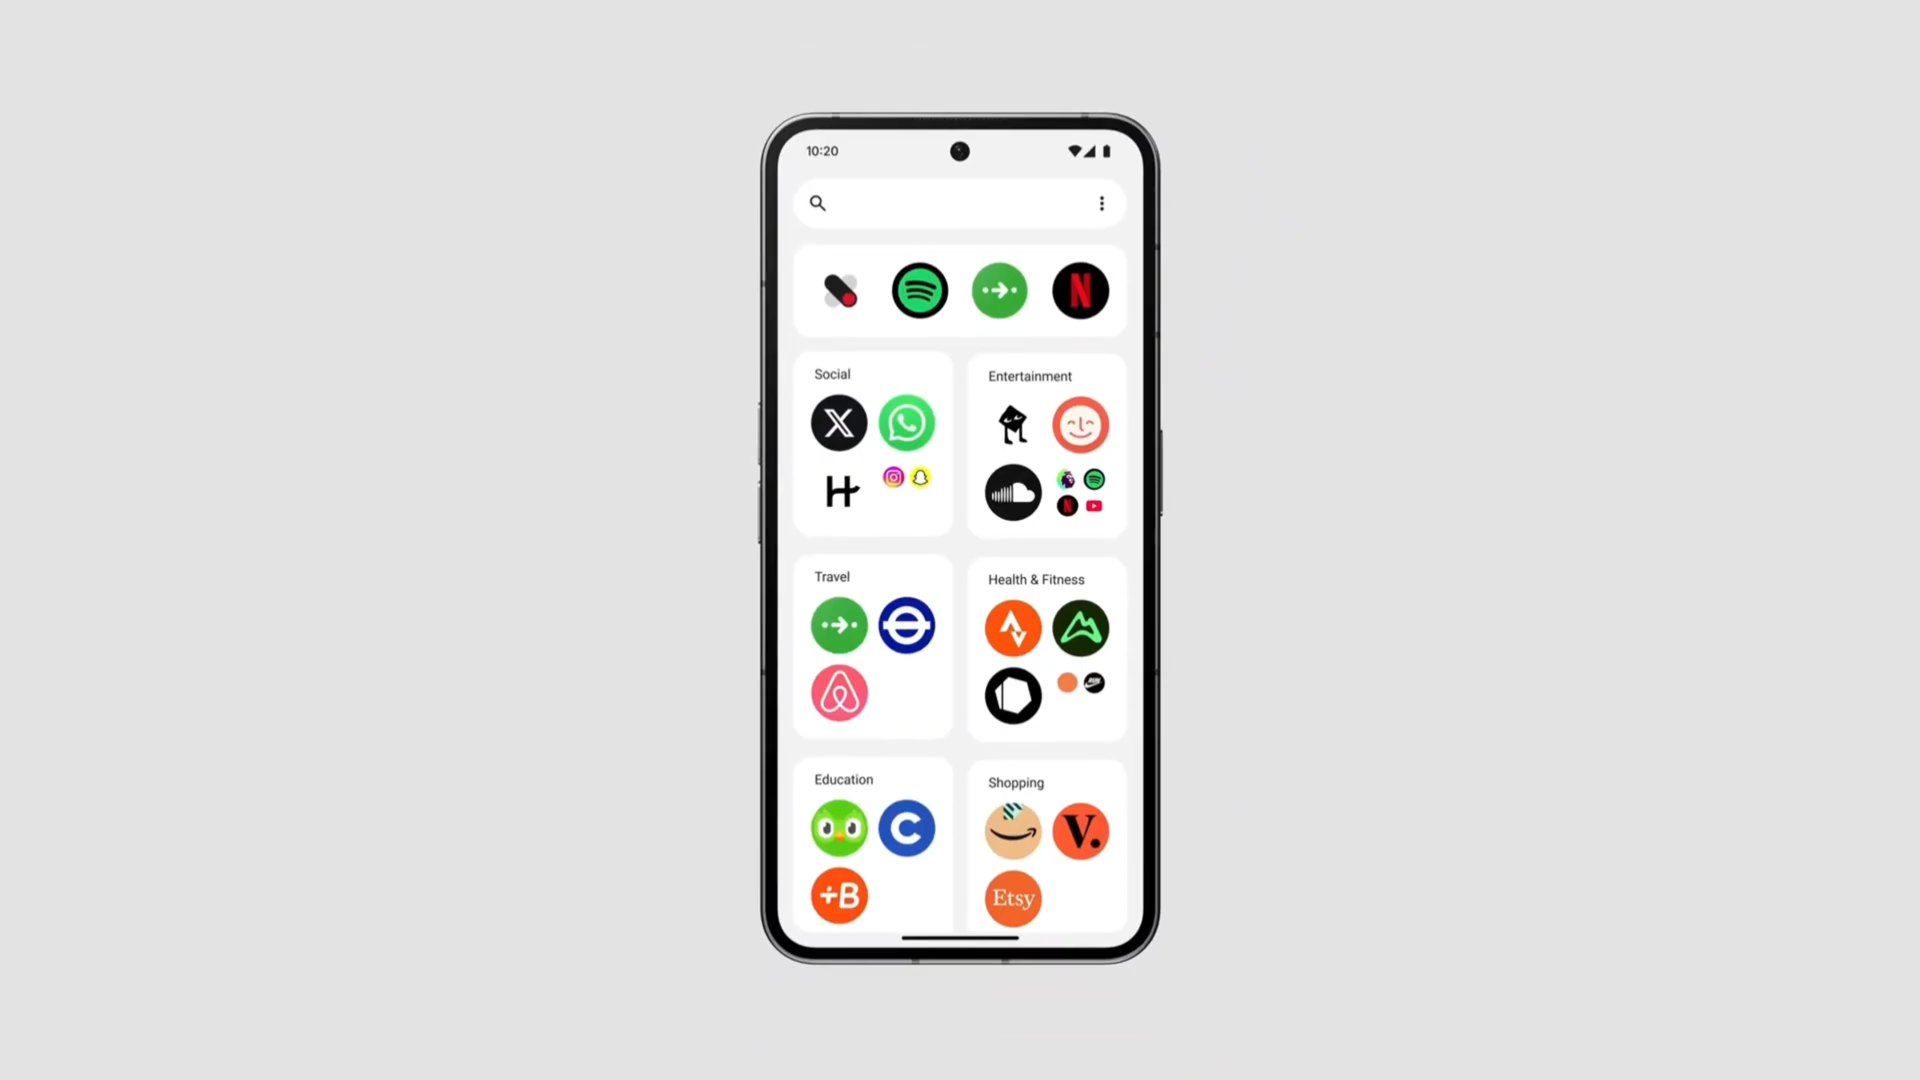 10:20
N
Social
Entertainment
X
H
N
Travel
Health & Fitness
Education
Shopping
C
V.
÷B
Etsy